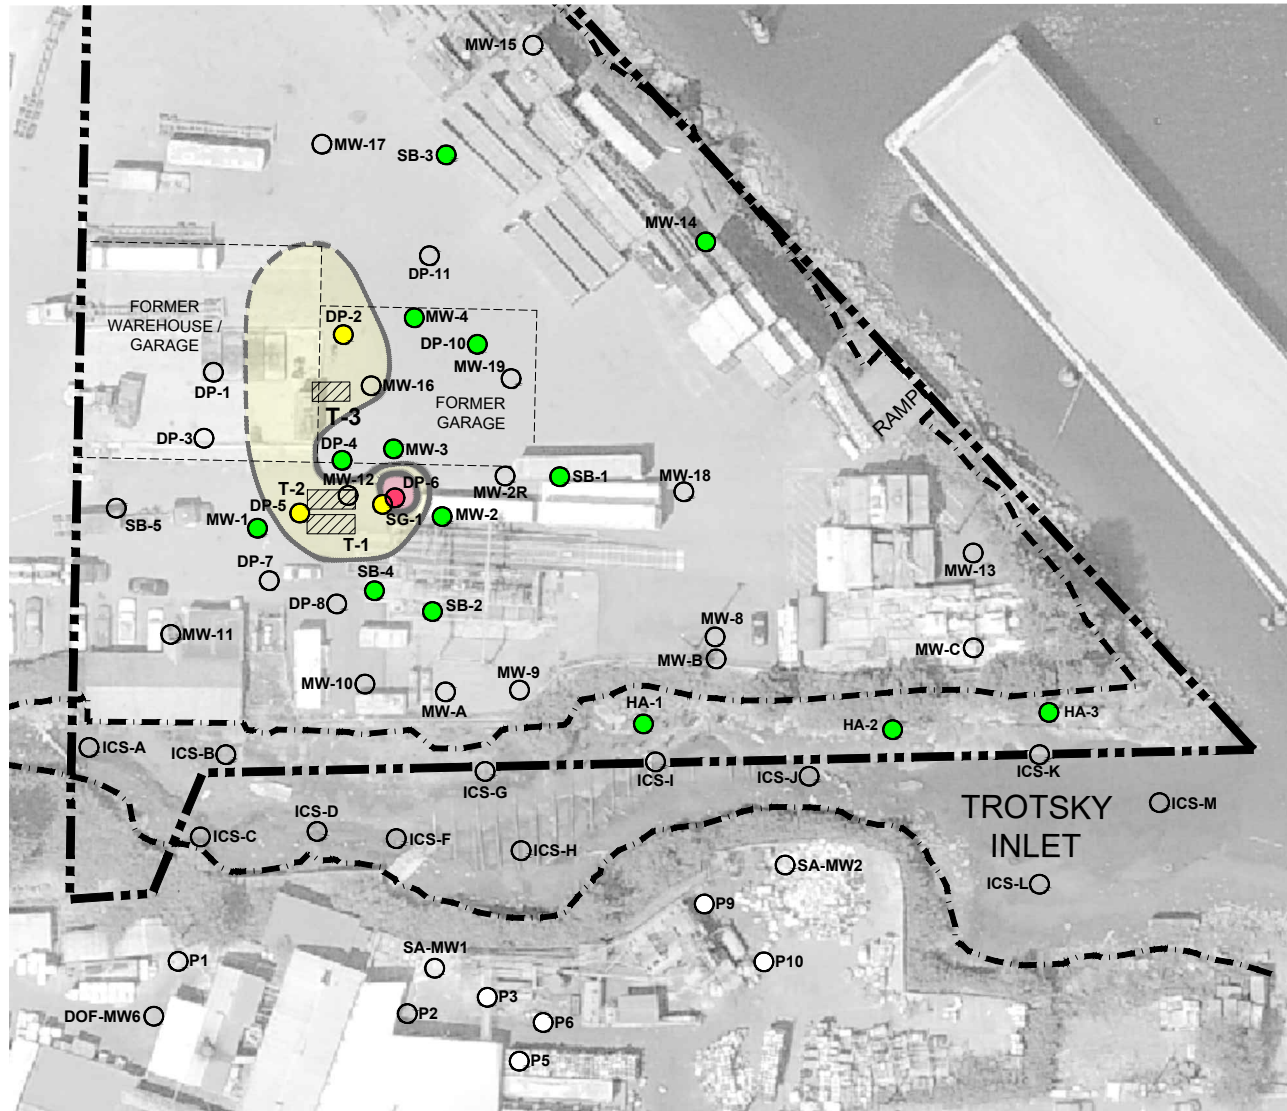 MW-15
MW-17
SB-3
MW-14
DP-11
FORMER
WAREHOUSE /
GARAGE
DP-2
MW-4
DP-10
MW-19
DP-1
MW-16
FORMER
GARAGE
T-3
RAMP
DP-3
DP-4
MW-3
MW-12
DP-6
MW-2R
SB-1
MW-18
T-2
DP-5
SG-1
MW-2
SB-5
MW-1
T-1
DP-7
SB-4
MW-13
DP-8
SB-2
MW-11
MW-8
MW-B
MW-C
MW-10
MW-9
MW-A
HA-1
HA-2
HA-3
ICS-A
ICS-B
ICS-G
ICS-I
ICS-J
ICS-K
TROTSKY
INLET
ICS-M
ICS-C
ICS-D
ICS-F
ICS-H
SA-MW2
ICS-L
P9
P1
SA-MW1
P10
P3
DOF-MW6
P2
P6
P5